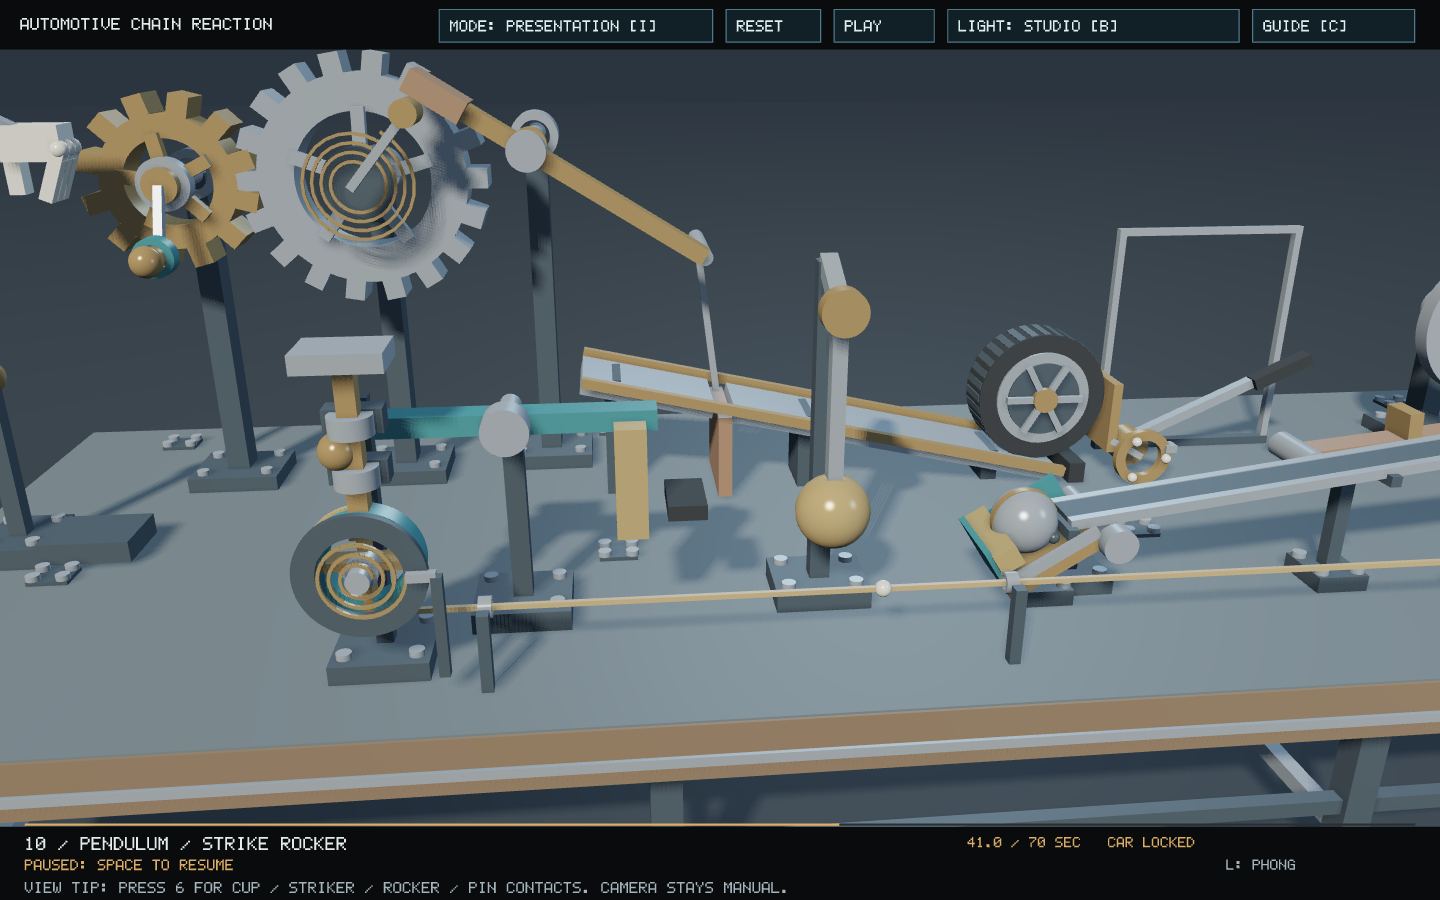 AUTOMOTIVE CHAIN REACTION
MODE: PRESENTATION [I]
RESET
PLAY
LIGHT: STUDIO [B]
GUIDE [C]
10 / PENDULUM / STRIKE ROCKER
41.0 / 70 SEC
CAR LOCKED
PAUSED: SPACE TO RESUME
L: PHONG
VIEW TIP: PRESS 6 FOR CUP / STRIKER / ROCKER / PIN CONTACTS. CAMERA STAYS MANUAL.